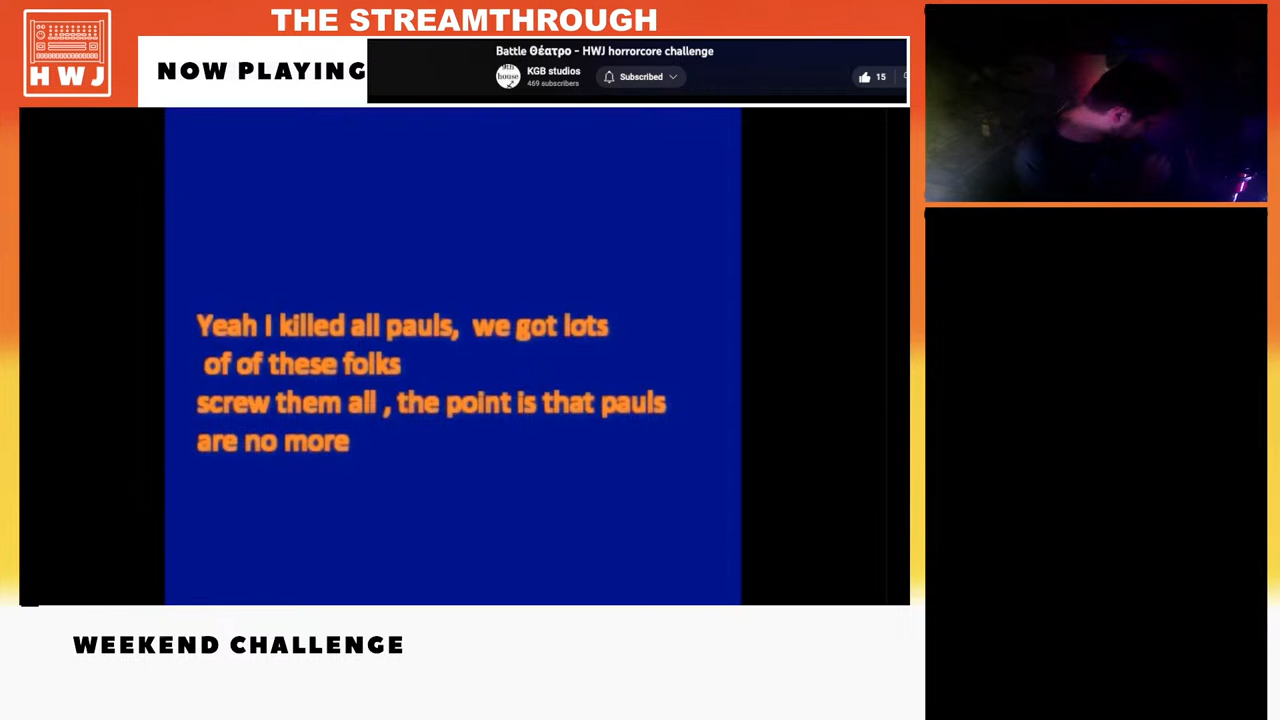 THE STREAMTHROUGH
HWJ
NOW PLAYING
Battle Θέατρο - HWJ horrorcore challenge
house
KGB studios
469 subscribers
Subscribed
15
Yeah I killed all pauls, we got lots
of of these folks
screw them all , the point is that pauls
are no more
WEEKEND CHALLENGE